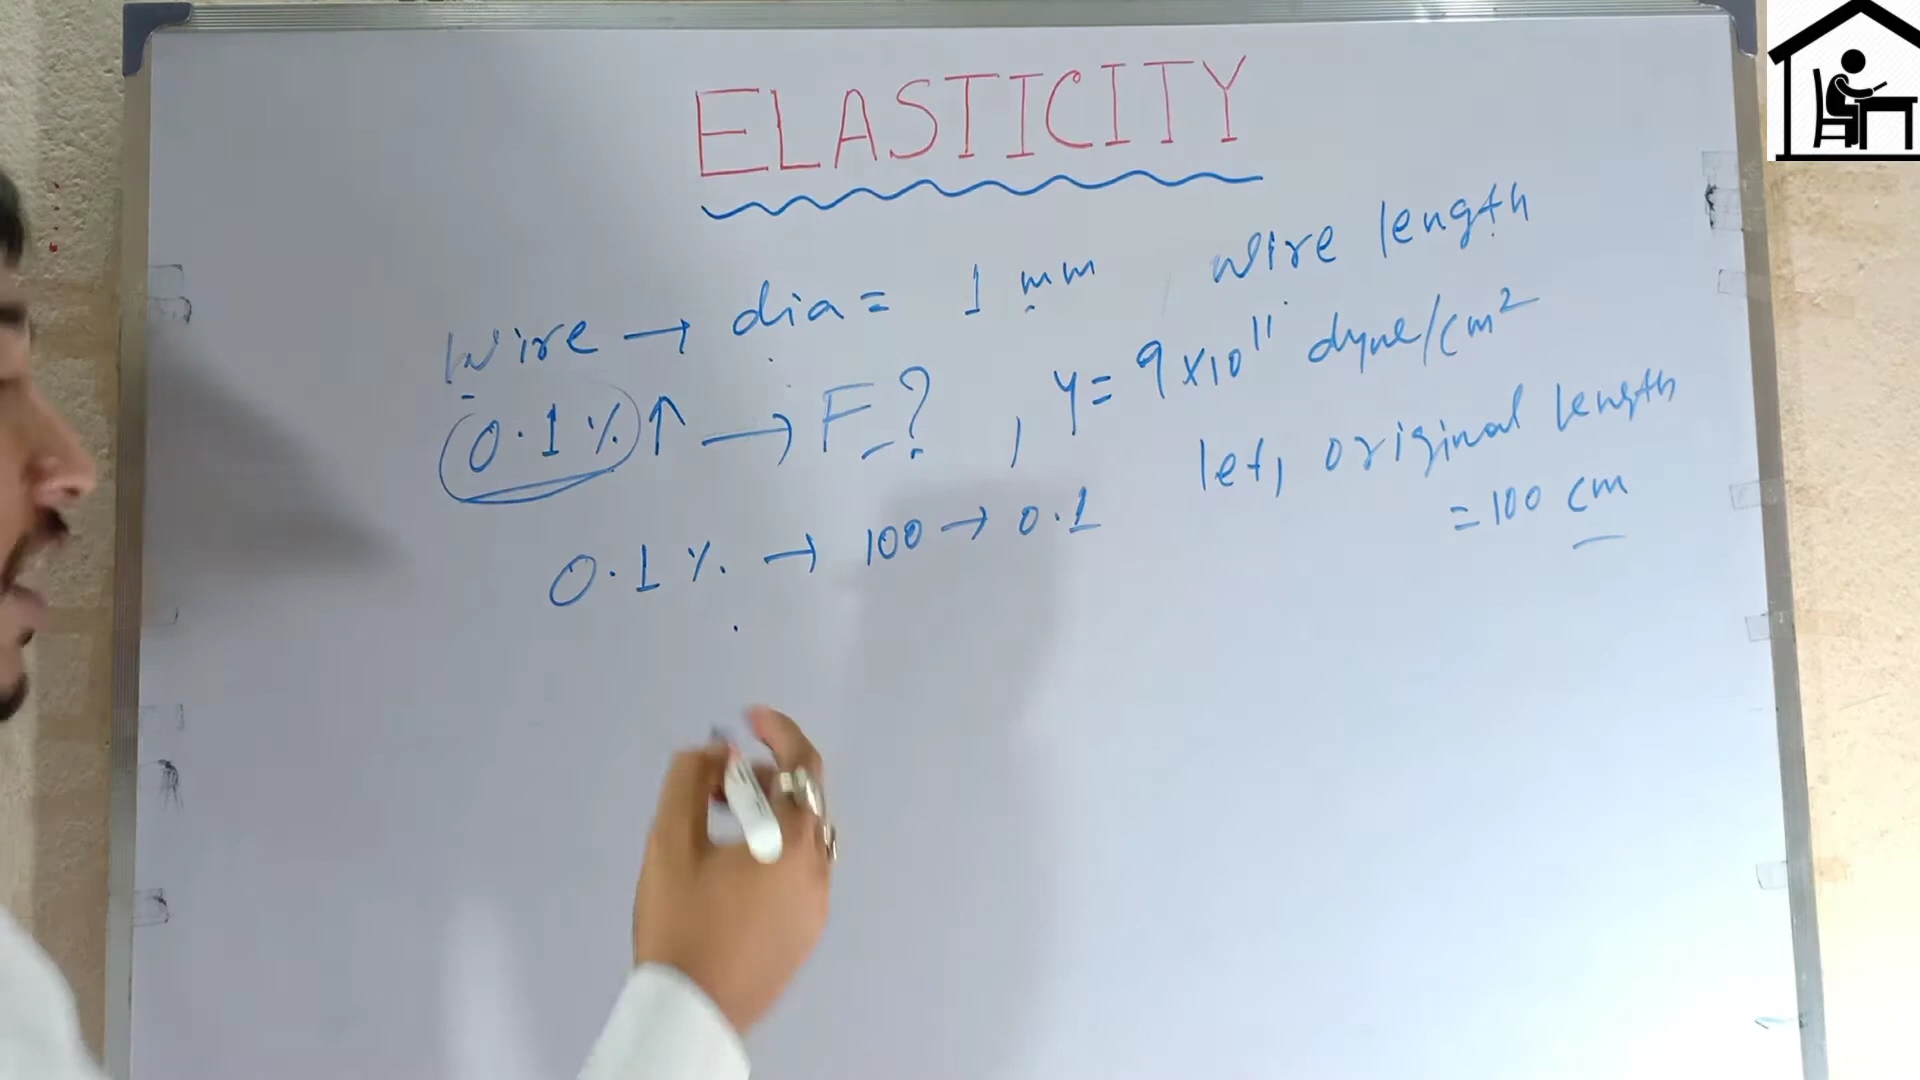 ELASTICITY
Wire → dia = 1 mm , wire length
0.1 % ↑ → F = ? , Y = 9 × 10¹¹ dyne/cm²
let, original length
= 100 cm
0.1 % → 100 → 0.1